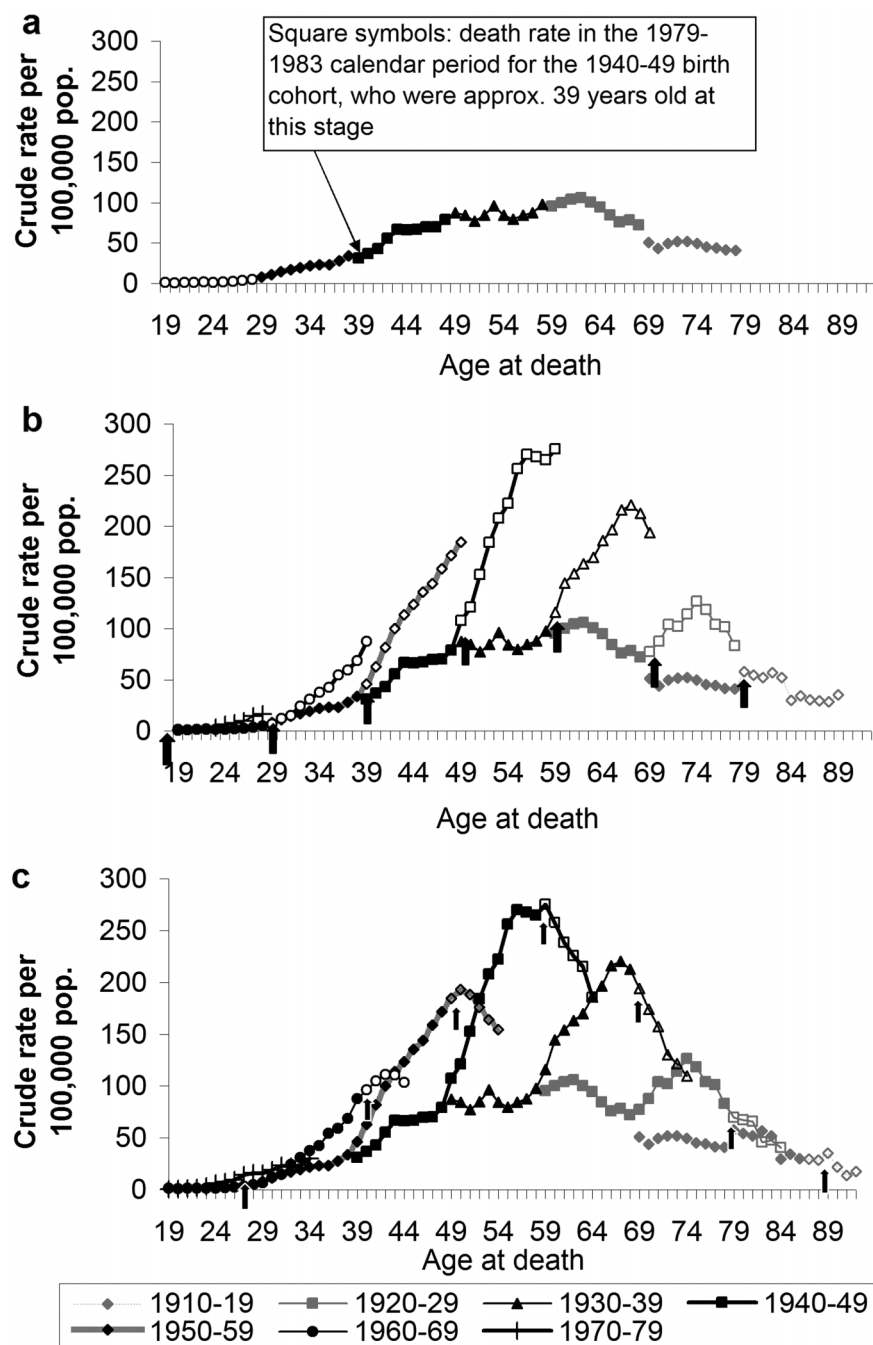 a
Square symbols: death rate in the 1979-
1983 calendar period for the 1940-49 birth
cohort, who were approx. 39 years old at
this stage
Crude rate per
100,000 pop.
300
250
200
150
100
50
0
19 24 29 34 39 44 49 54 59 64 69 74 79 84 89
Age at death
b
Crude rate per
100,000 pop.
300
250
200
150
100
50
0
19 24 29 34 39 44 49 54 59 64 69 74 79 84 89
Age at death
c
Crude rate per
100,000 pop.
300
250
200
150
100
50
0
19 24 29 34 39 44 49 54 59 64 69 74 79 84 89
Age at death
1910-19 1920-29 1930-39 1940-49
1950-59 1960-69 1970-79